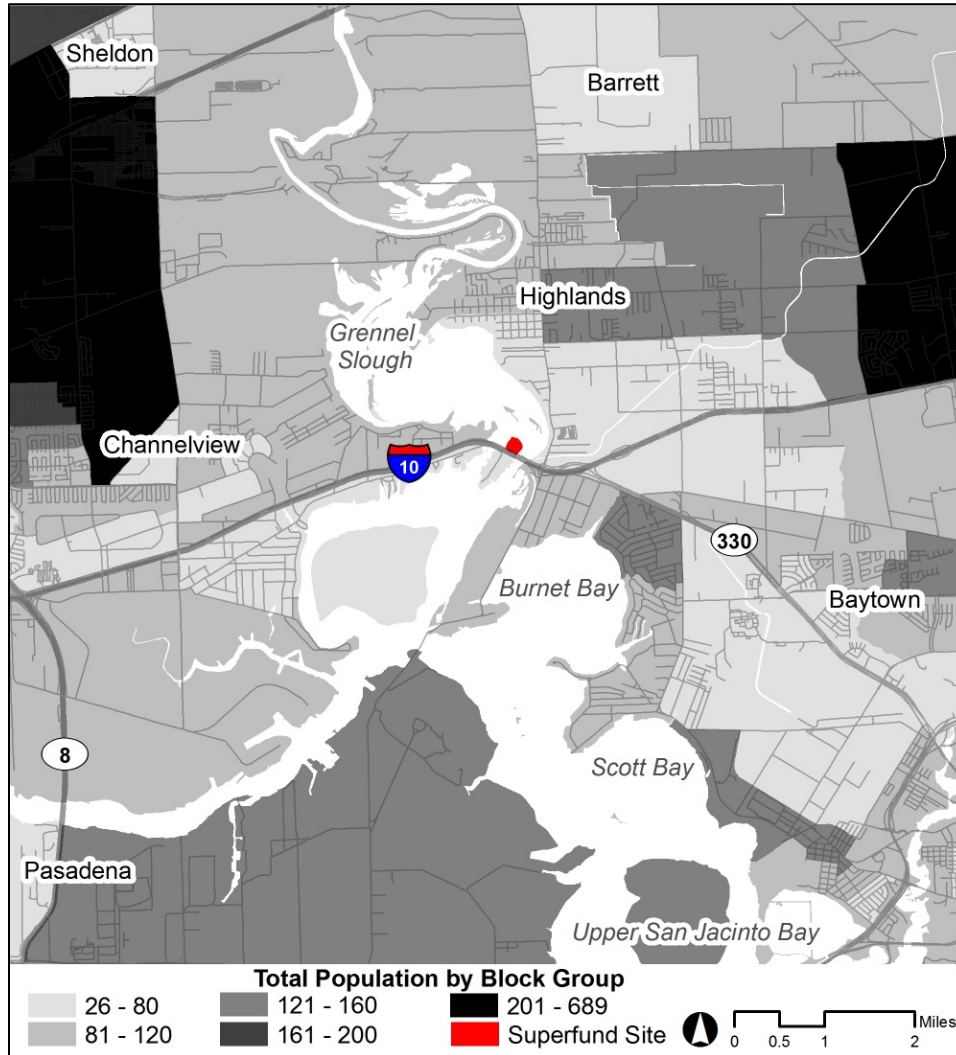 Sheldon
Barrett
Highlands
Grennel
Slough
Channelview
10
330
Burnet Bay
Baytown
8
Scott Bay
Pasadena
Upper San Jacinto Bay
Total Population by Block Group
26 - 80 121 - 160 201 - 689
81 - 120 161 - 200 Superfund Site
Miles
0 0.5 1 2